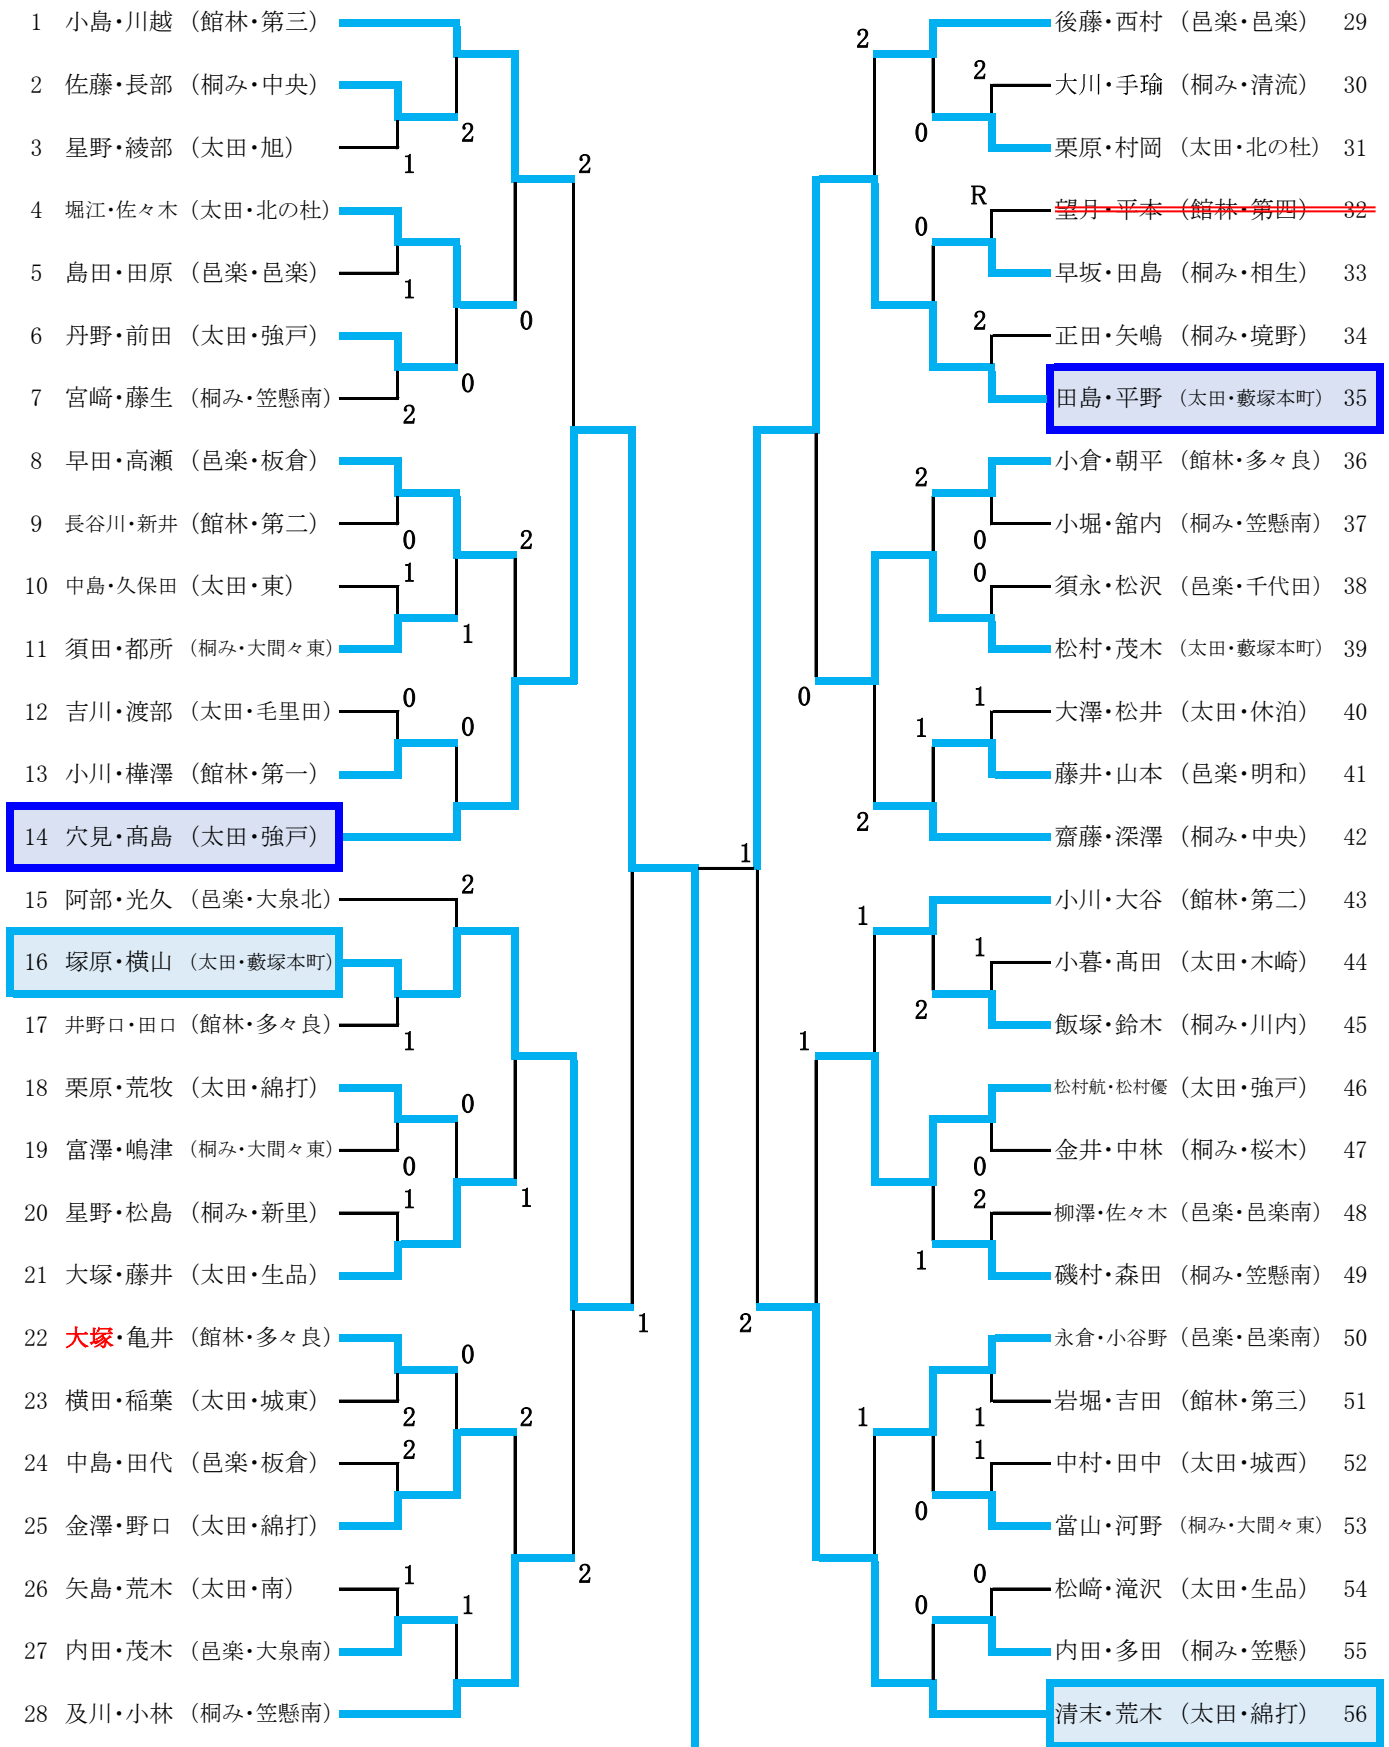 1 小島・川越 (館林・第三)
2 佐藤・長部 (桐み・中央)
2
3 星野・綾部 (太田・旭)
1
2
4 堀江・佐々木 (太田・北の杜)
5 島田・田原 (邑楽・邑楽)
1
0
6 丹野・前田 (太田・強戸)
0
7 宮﨑・藤生 (桐み・笠懸南)
2
8 早田・高瀬 (邑楽・板倉)
9 長谷川・新井 (館林・第二)
0
2
1
10 中島・久保田 (太田・東)
1
11 須田・都所 (桐み・大間々東)
0
12 吉川・渡部 (太田・毛里田)
0
13 小川・樺澤 (館林・第一)
14 穴見・髙島 (太田・強戸)
2
15 阿部・光久 (邑楽・大泉北)
16 塚原・横山 (太田・藪塚本町)
17 井野口・田口 (館林・多々良)
1
18 栗原・荒牧 (太田・綿打)
0
19 富澤・嶋津 (桐み・大間々東)
0
1
1
20 星野・松島 (桐み・新里)
21 大塚・藤井 (太田・生品)
1
22 大塚・亀井 (館林・多々良)
0
23 横田・稲葉 (太田・城東)
2
2
2
24 中島・田代 (邑楽・板倉)
25 金澤・野口 (太田・綿打)
2
1
26 矢島・荒木 (太田・南)
1
27 内田・茂木 (邑楽・大泉南)
28 及川・小林 (桐み・笠懸南)
後藤・西村 (邑楽・邑楽) 29
2
2
大川・手瑜 (桐み・清流) 30
0
栗原・村岡 (太田・北の杜) 31
R
望月・平本 (館林・第四) 32
0
早坂・田島 (桐み・相生) 33
2
正田・矢嶋 (桐み・境野) 34
田島・平野 (太田・藪塚本町) 35
小倉・朝平 (館林・多々良) 36
2
小堀・舘内 (桐み・笠懸南) 37
0
0
須永・松沢 (邑楽・千代田) 38
松村・茂木 (太田・藪塚本町) 39
0
1
大澤・松井 (太田・休泊) 40
1
藤井・山本 (邑楽・明和) 41
2
齋藤・深澤 (桐み・中央) 42
1
小川・大谷 (館林・第二) 43
1
1
小暮・髙田 (太田・木崎) 44
2
飯塚・鈴木 (桐み・川内) 45
1
松村航・松村優 (太田・強戸) 46
金井・中林 (桐み・桜木) 47
0
2
柳澤・佐々木 (邑楽・邑楽南) 48
1
磯村・森田 (桐み・笠懸南) 49
2
永倉・小谷野 (邑楽・邑楽南) 50
岩堀・吉田 (館林・第三) 51
1
1
1
中村・田中 (太田・城西) 52
0
當山・河野 (桐み・大間々東) 53
0
松﨑・滝沢 (太田・生品) 54
0
内田・多田 (桐み・笠懸) 55
清末・荒木 (太田・綿打) 56